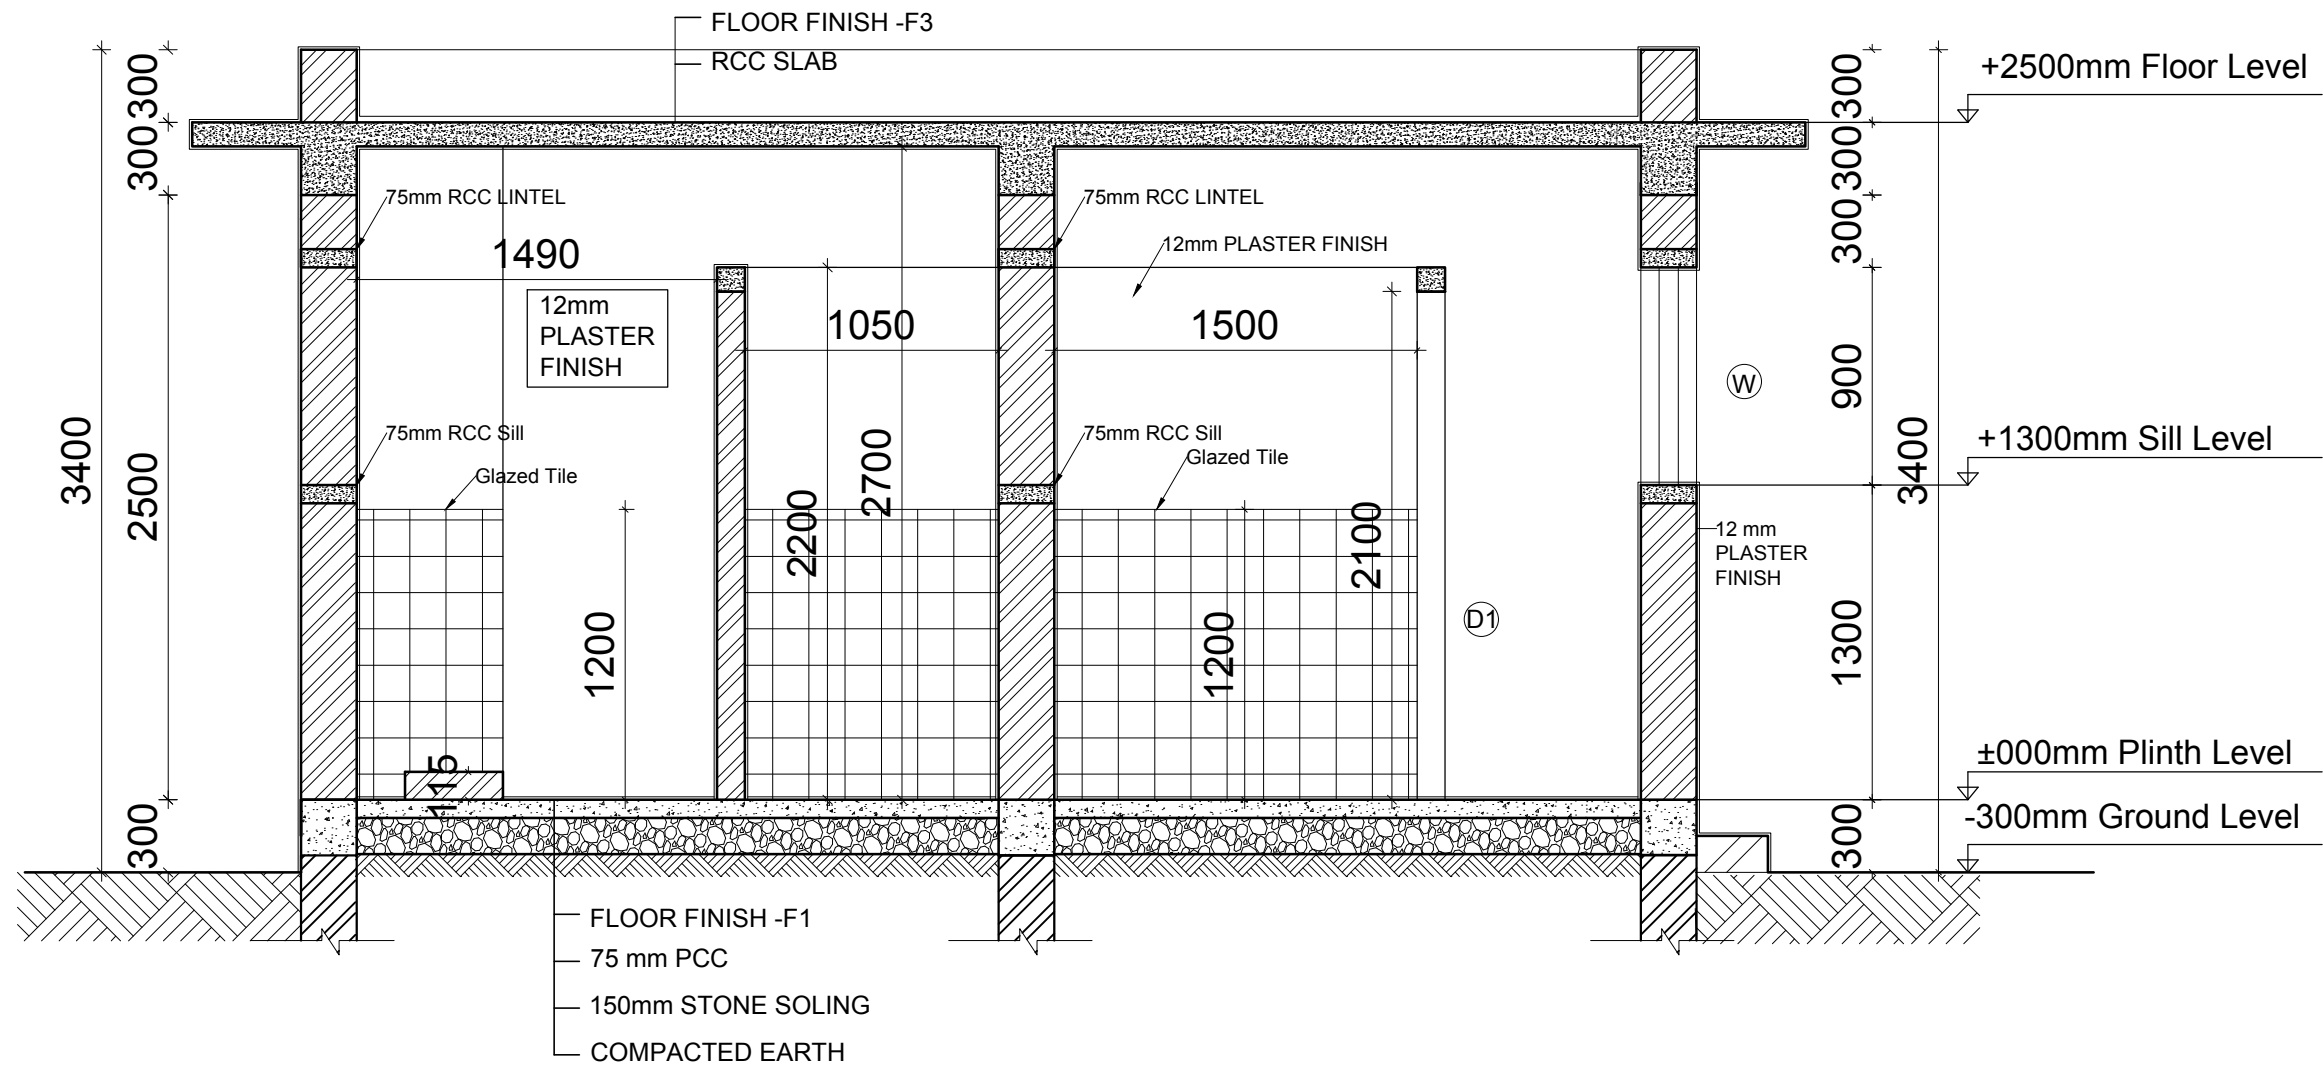 FLOOR FINISH -F3
RCC SLAB
+2500mm Floor Level
300
300
300
300
300
75mm RCC LINTEL
75mm RCC LINTEL
1490
12mm PLASTER FINISH
12mm
PLASTER
FINISH
1050
1500
900
W
3400
2500
75mm RCC Sill
Glazed Tile
2700
2200
75mm RCC Sill
Glazed Tile
2100
3400
+1300mm Sill Level
12 mm
PLASTER
FINISH
1200
1200
D1
1300
115
±000mm Plinth Level
300
300
-300mm Ground Level
FLOOR FINISH -F1
75 mm PCC
150mm STONE SOLING
COMPACTED EARTH